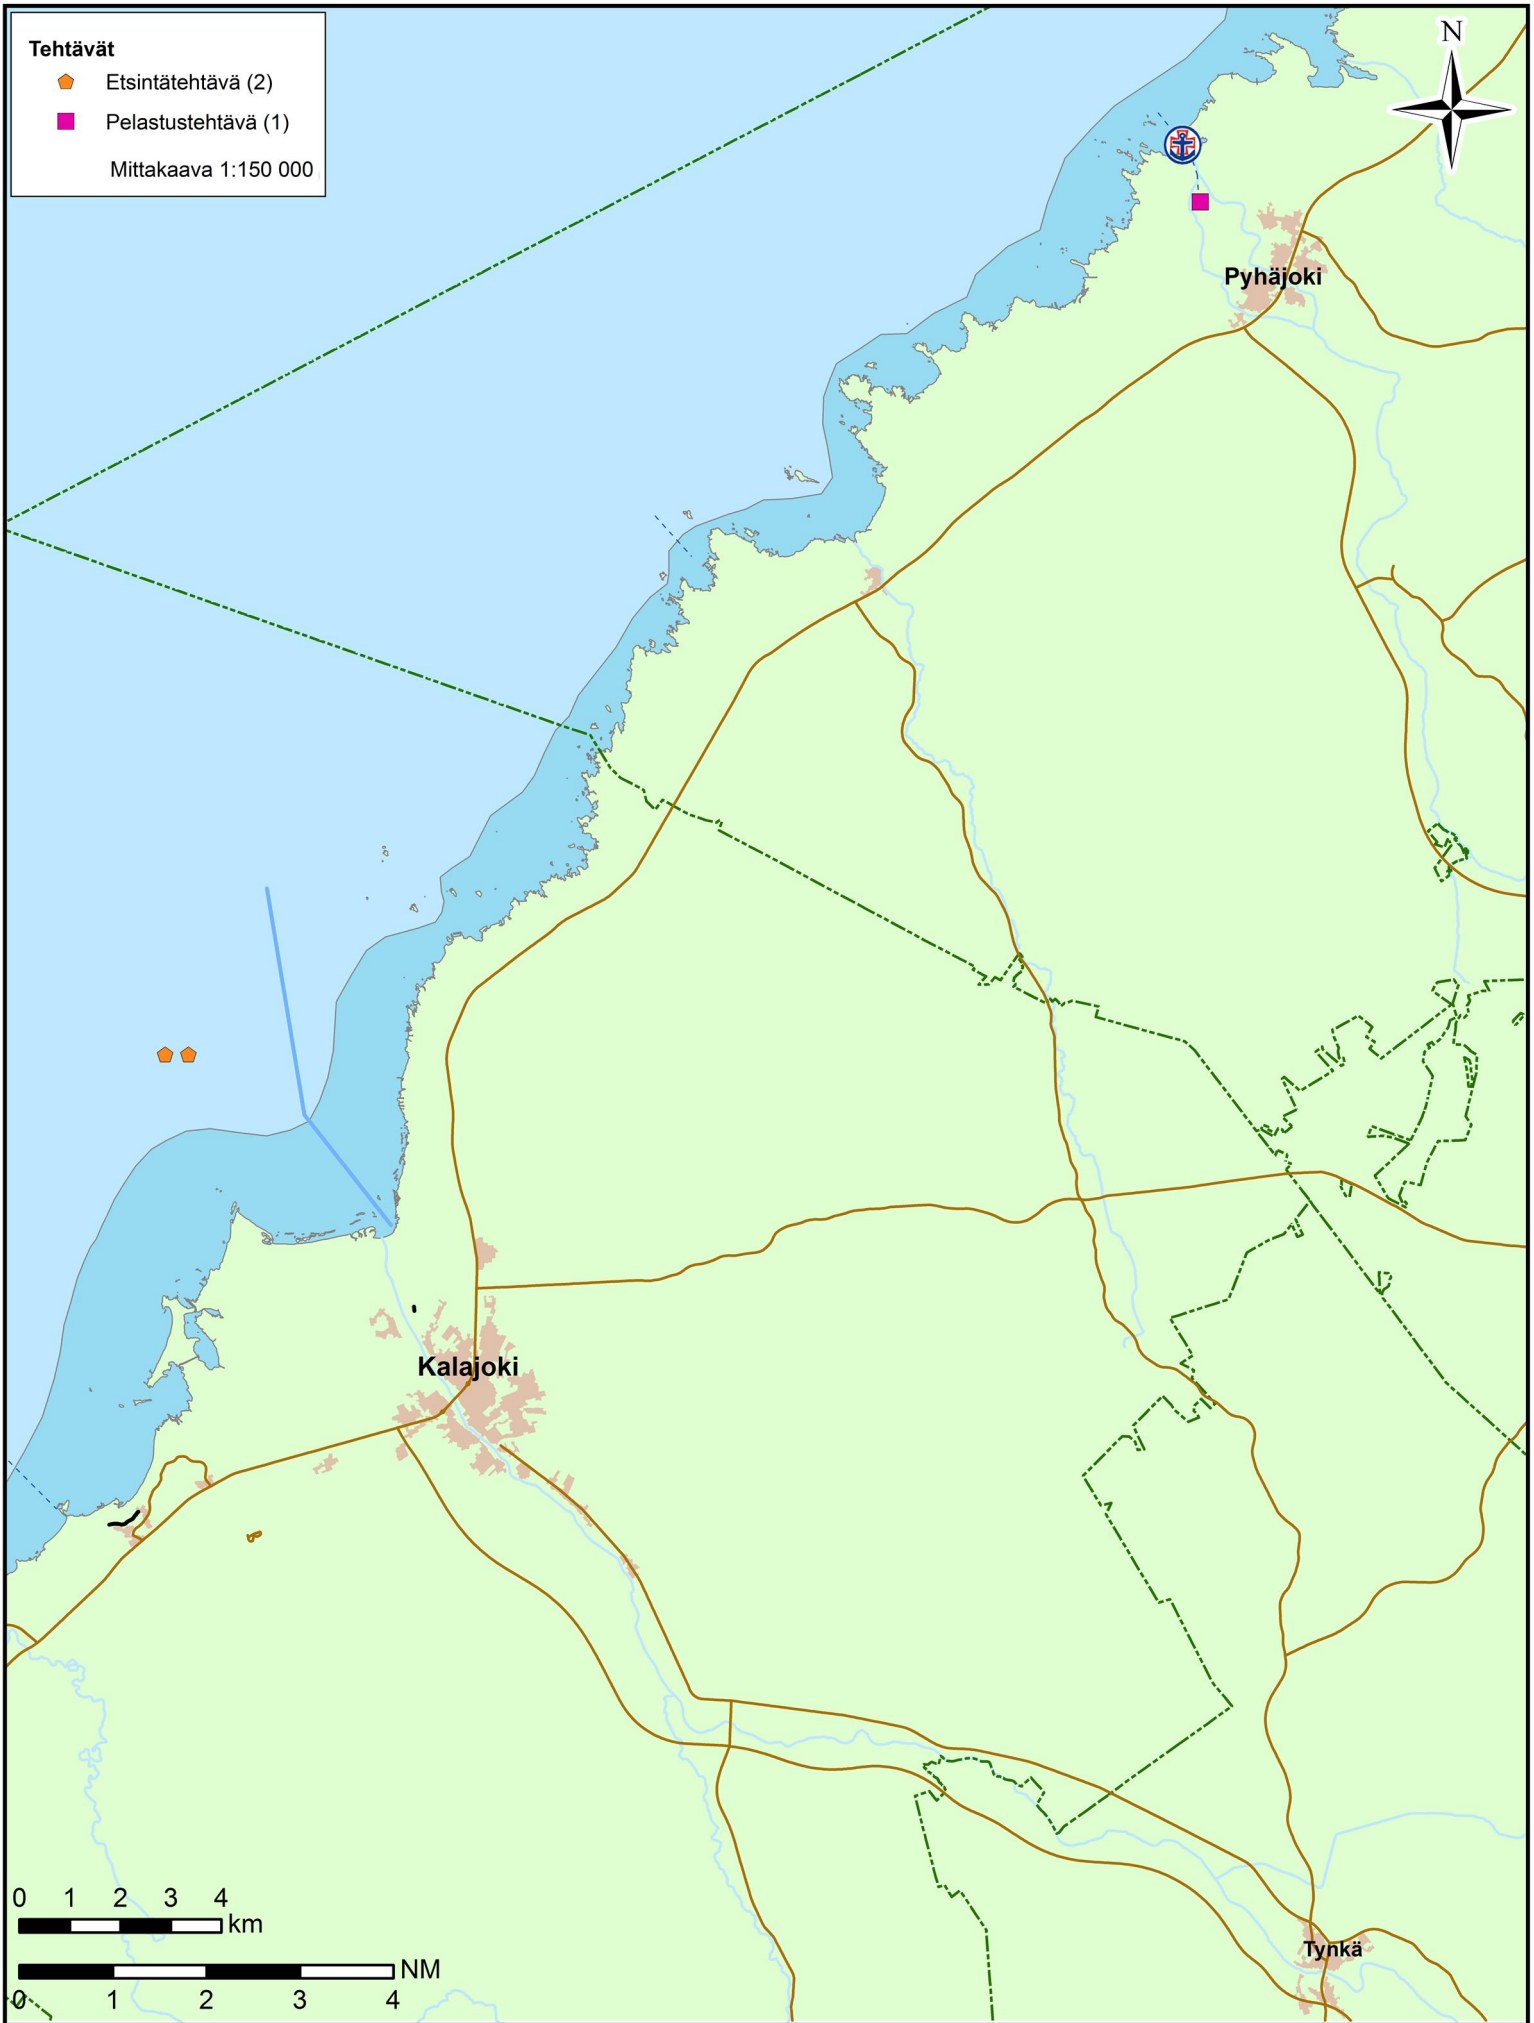 Tehtävät
Etsintätehtävä (2)
Pelastustehtävä (1)
Mittakaava 1:150 000
N
Pyhäjoki
Kalajoki
Tynkä
0 1 2 3 4
km
NM
0 1 2 3 4